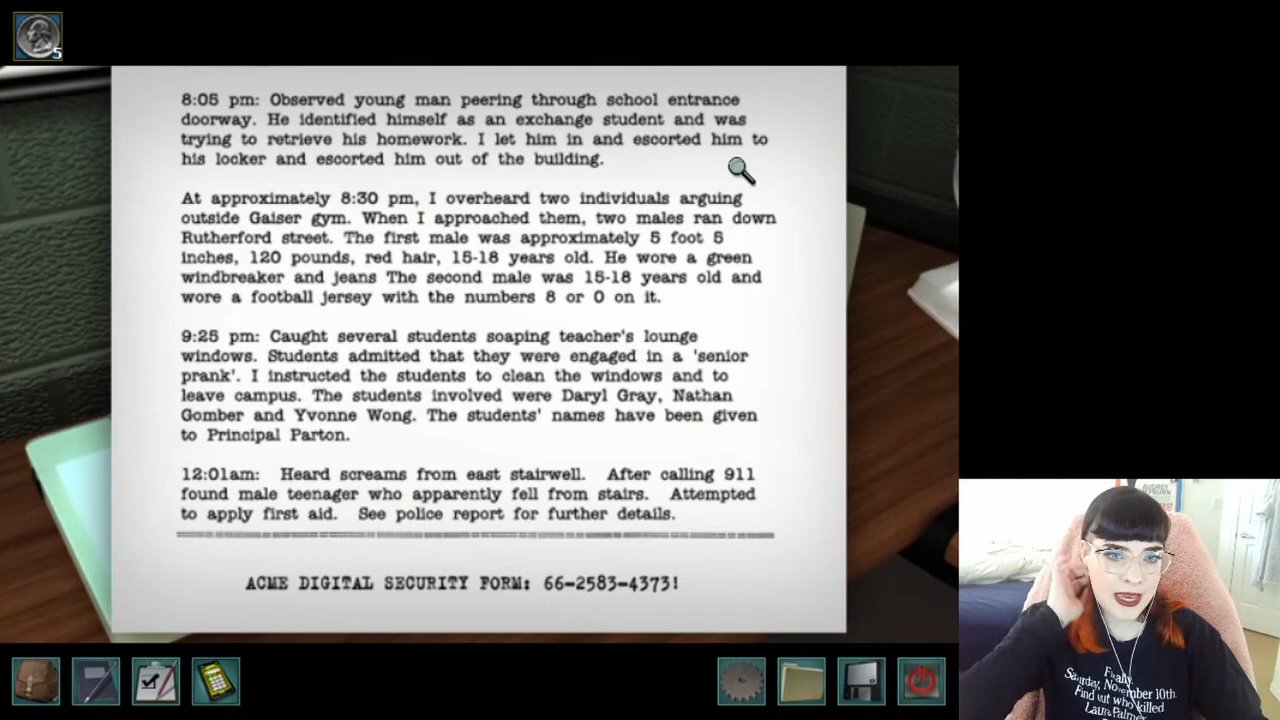 5
8:05 pm: Observed young man peering through school entrance
doorway. He identified himself as an exchange student and was
trying to retrieve his homework. I let him in and escorted him to
his locker and escorted him out of the building.
At approximately 8:30 pm, I overheard two individuals arguing
outside Gaiser gym. When I approached them, two males ran down
Rutherford street. The first male was approximately 5 foot 5
inches, 120 pounds, red hair, 15-18 years old. He wore a green
windbreaker and jeans The second male was 15-18 years old and
wore a football jersey with the numbers 8 or 0 on it.
9:25 pm: Caught several students soaping teacher's lounge
windows. Students admitted that they were engaged in a 'senior
prank'. I instructed the students to clean the windows and to
leave campus. The students involved were Daryl Gray, Nathan
Gomber and Yvonne Wong. The students' names have been given
to Principal Parton.
12:01am: Heard screams from east stairwell. After calling 911
found male teenager who apparently fell from stairs. Attempted
to apply first aid. See police report for further details.
ACME DIGITAL SECURITY FORM: 66-2583-4373!
AUDREY
HEPBURN
Finally.
Saturday, November 10th.
Find out who killed
Laura Palmer